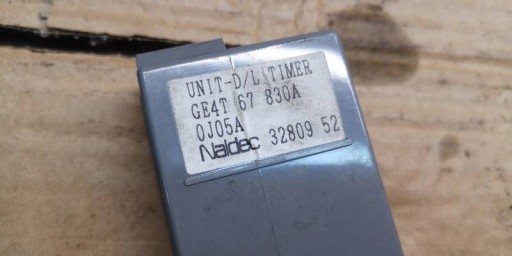 UNIT-D/L TIMER
GE4T 67 830A
0J05A
Naldec 32809 52